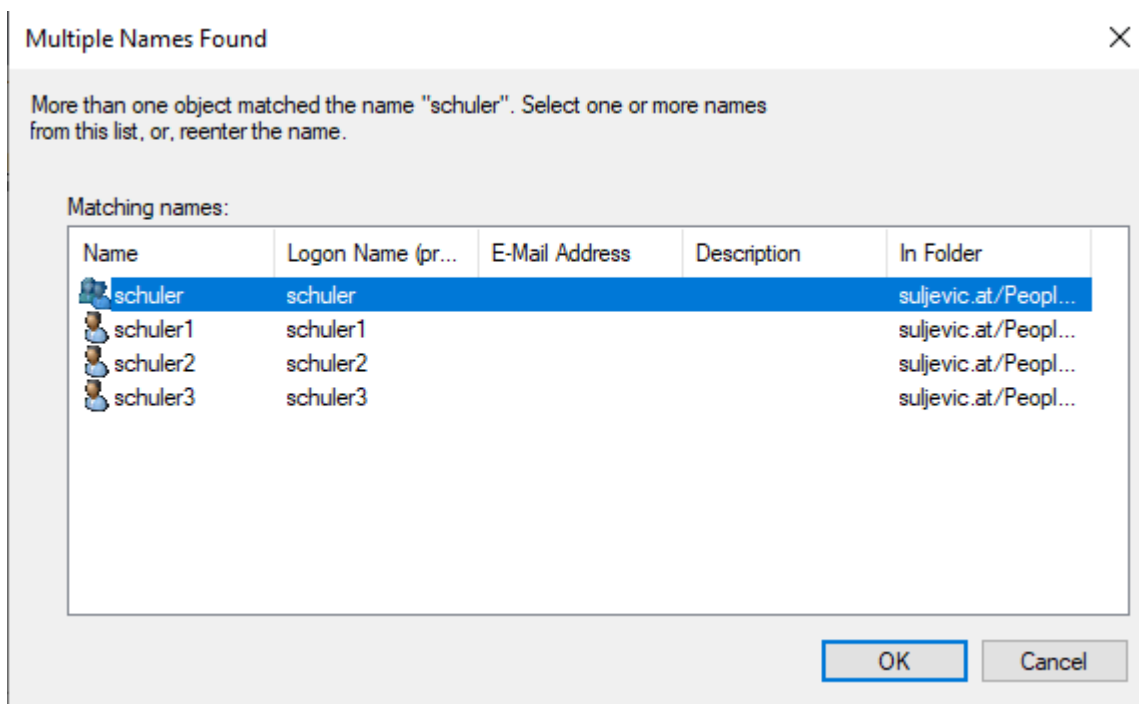 Multiple Names Found
More than one object matched the name "schuler". Select one or more names
from this list, or, reenter the name.
Matching names:
Name Logon Name (pr... E-Mail Address Description In Folder
schuler schuler suljevic.at/Peopl...
schuler1 schuler1 suljevic.at/Peopl...
schuler2 schuler2 suljevic.at/Peopl...
schuler3 schuler3 suljevic.at/Peopl...
OK Cancel